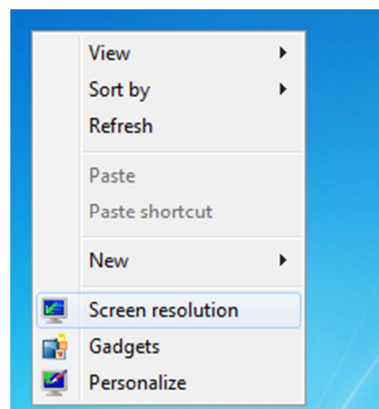 View
Sort by
Refresh
Paste
Paste shortcut
New
Screen resolution
Gadgets
Personalize